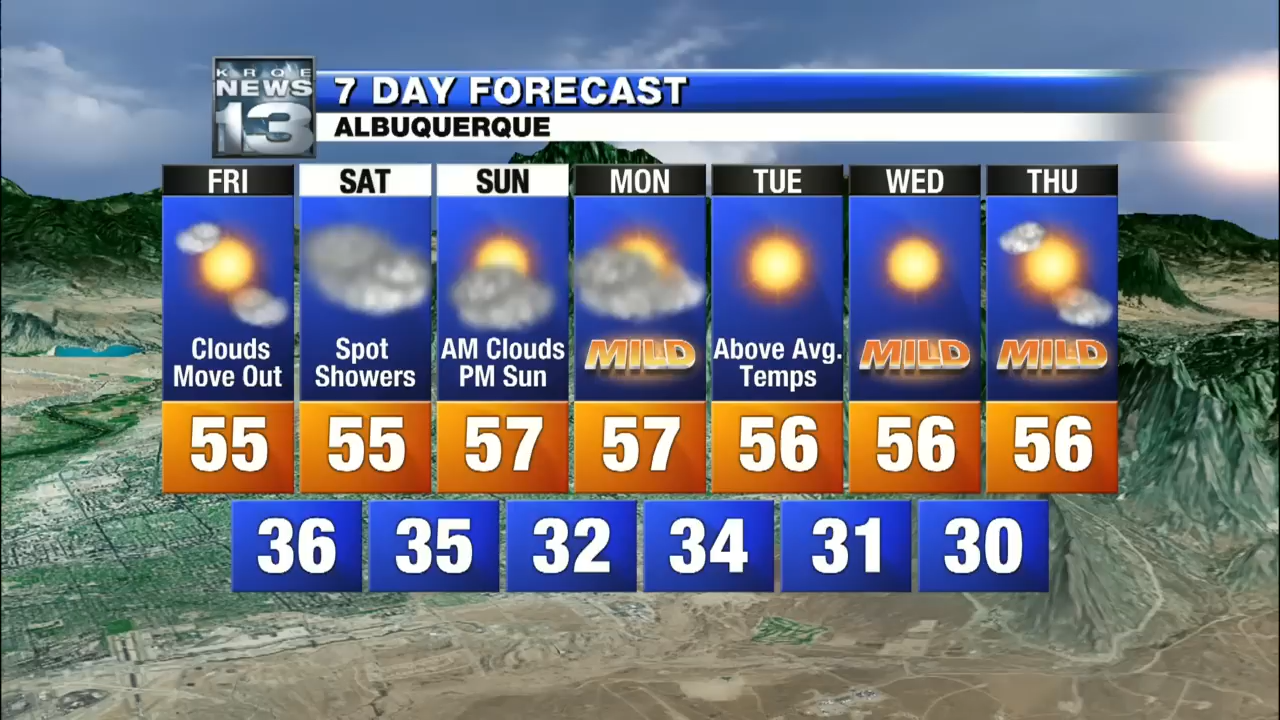 KRQE
NEWS
13
7 DAY FORECAST
ALBUQUERQUE
FRI
SAT
SUN
MON
TUE
WED
THU
Clouds
Move Out
Spot
Showers
AM Clouds
PM Sun
MILD
Above Avg.
Temps
MILD
MILD
55
55
57
57
56
56
56
36
35
32
34
31
30